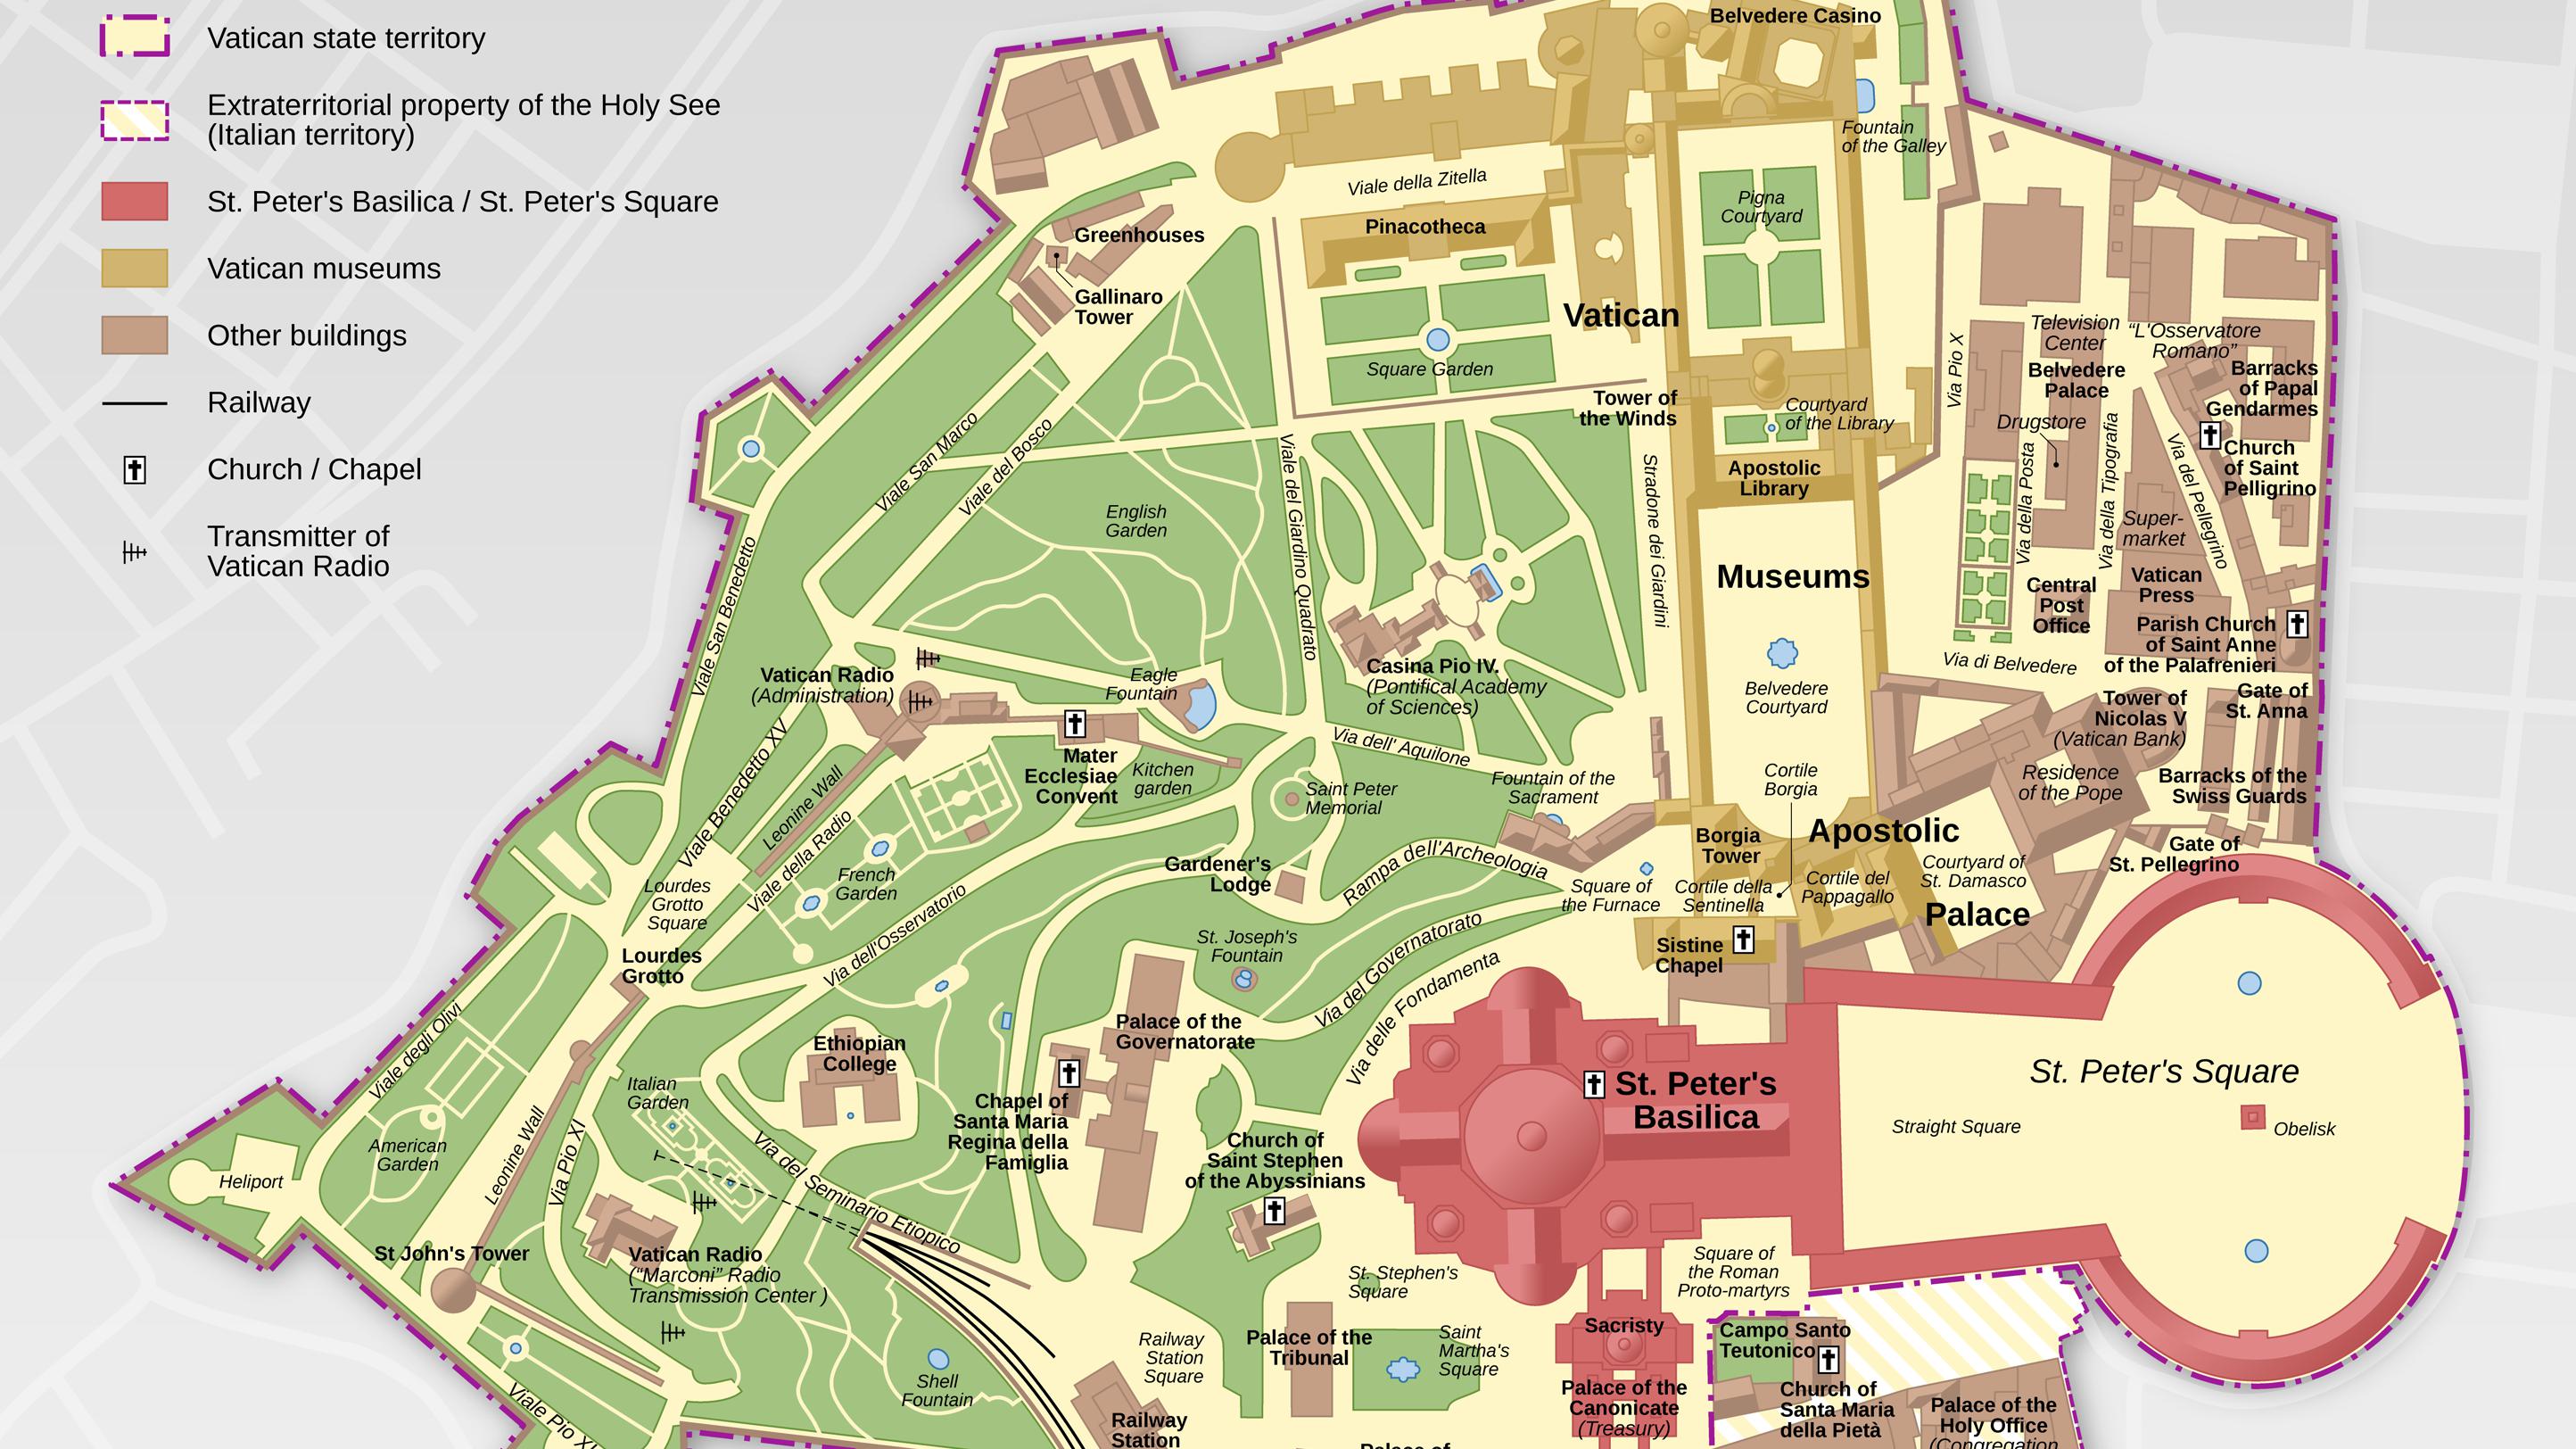 Vatican state territory
Extraterritorial property of the Holy See
(Italian territory)
St. Peter's Basilica / St. Peter's Square
Vatican museums
Other buildings
Railway
Church / Chapel
Transmitter of
Vatican Radio
Belvedere Casino
Fountain
of the Galley
Viale della Zitella
Pinacotheca
Pigna
Courtyard
Greenhouses
Gallinaro
Tower
Vatican
Square Garden
Tower of
the Winds
Courtyard
of the Library
Apostolic
Library
Via Pio X
Television
Center
“L'Osservatore
Romano”
Belvedere
Palace
Barracks
of Papal
Gendarmes
Drugstore
Church
of Saint
Pelligrino
Via della Posta
Via della Tipografia
Via del Pellegrino
Super-
market
Vatican
Press
Central
Post
Office
Parish Church
of Saint Anne
of the Palafrenieri
Via di Belvedere
Viale San Marco
Viale del Bosco
English
Garden
Viale del Giardino Quadrato
Stradone dei Giardini
Museums
Viale San Benedetto
Vatican Radio
(Administration)
Eagle
Fountain
Casina Pio IV.
(Pontifical Academy
of Sciences)
Belvedere
Courtyard
Tower of
Nicolas V
(Vatican Bank)
Gate of
St. Anna
Mater
Ecclesiae
Convent
Kitchen
garden
Via dell' Aquilone
Saint Peter
Memorial
Fountain of the
Sacrament
Cortile
Borgia
Residence
of the Pope
Barracks of the
Swiss Guards
Viale Benedetto XV
Leonine Wall
Viale della Radio
French
Garden
Gardener's
Lodge
Rampa dell'Archeologia
Borgia
Tower
Apostolic
Palace
Courtyard of
St. Damasco
Gate of
St. Pellegrino
Square of
the Furnace
Cortile della
Sentinella
Cortile del
Pappagallo
Lourdes
Grotto
Square
Via dell'Osservatorio
Lourdes
Grotto
St. Joseph's
Fountain
Via del Governatorato
Sistine
Chapel
Via delle Fondamenta
Viale degli Olivi
Ethiopian
College
Palace of the
Governatorate
St. Peter's
Basilica
St. Peter's Square
Straight Square
Obelisk
Italian
Garden
American
Garden
Leonine Wall
Via Pio XI
Heliport
Chapel of
Santa Maria
Regina della
Famiglia
Via del Seminario Etiopico
Church of
Saint Stephen
of the Abyssinians
St John's Tower
Vatican Radio
(“Marconi” Radio
Transmission Center )
St. Stephen's
Square
Square of
the Roman
Proto-martyrs
Railway
Station
Square
Palace of the
Tribunal
Saint
Martha's
Square
Sacristy
Campo Santo
Teutonico
Shell
Fountain
Palace of the
Canonicate
(Treasury)
Church of
Santa Maria
della Pietà
Palace of the
Holy Office
(Congregation
Railway
Station
Viale Pio XI
Palace of